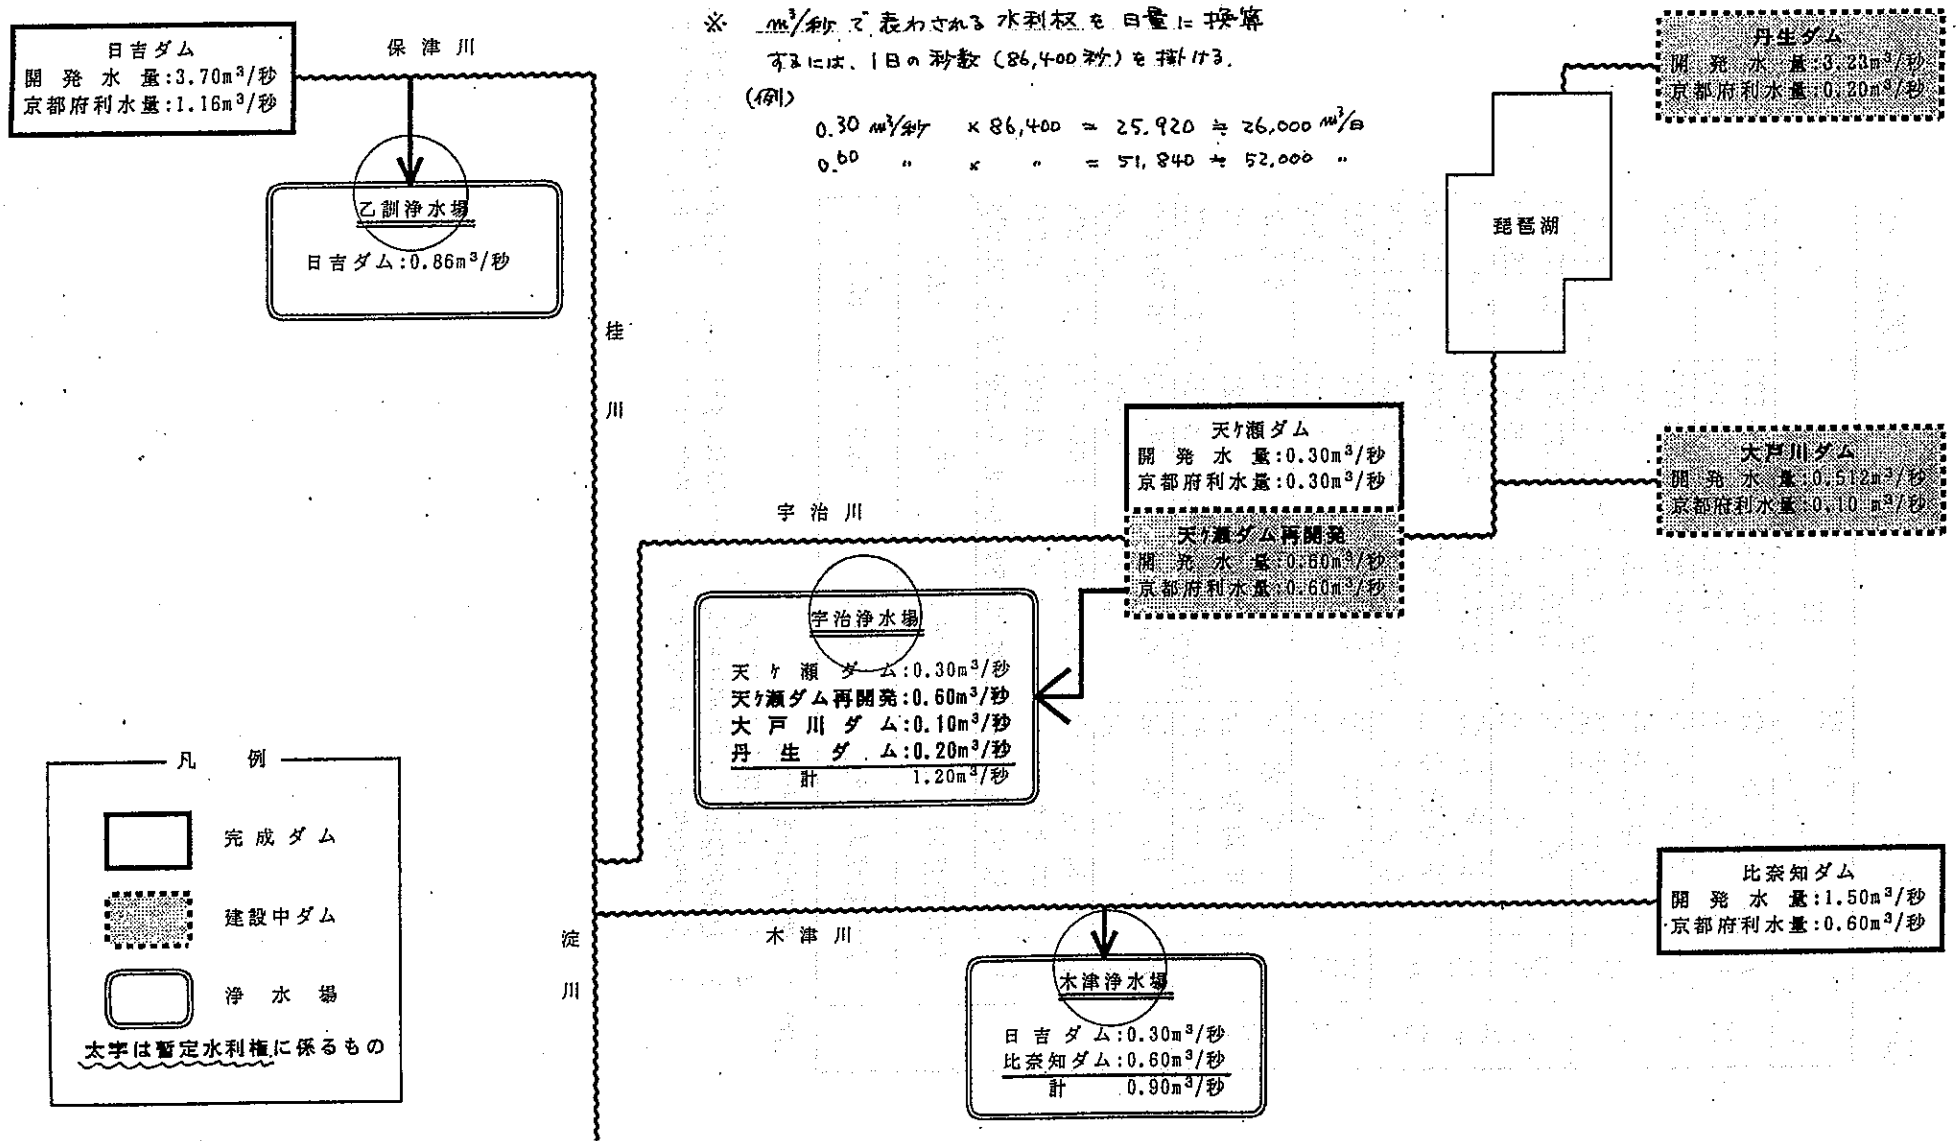 ※ m³/秒で表わされる水利权を日量に換算
するには、1日の秒数(86,400秒)を掛ける.
(例)
0.30 m³/秒 × 86,400 = 25.920 ≒ 26,000 m³/日
0.60 〃 × 〃 = 51,840 ≒ 52,000 〃
日吉ダム
開発水量:3.70m³/秒
京都府利水量:1.16m³/秒
保津川
乙訓浄水場
日吉ダム:0.86m³/秒
桂川
丹生ダム
開発水量:3.23m³/秒
京都府利水量:0.20m³/秒
琵琶湖
天ケ瀬ダム
開発水量:0.30m³/秒
京都府利水量:0.30m³/秒
天ケ瀬ダム再開発
開発水量:0.60m³/秒
京都府利水量:0.60m³/秒
大戸川ダム
開発水量:0.512m³/秒
京都府利水量:0.10m³/秒
宇治川
宇治浄水場
天ケ瀬ダム:0.30m³/秒
天ケ瀬ダム再開発:0.60m³/秒
大戸川ダム:0.10m³/秒
丹生ダム:0.20m³/秒
計 1.20m³/秒
凡例
完成ダム
建設中ダム
浄水場
太字は暫定水利権に係るもの
淀川
木津川
比奈知ダム
開発水量:1.50m³/秒
京都府利水量:0.60m³/秒
木津浄水場
日吉ダム:0.30m³/秒
比奈知ダム:0.60m³/秒
計 0.90m³/秒